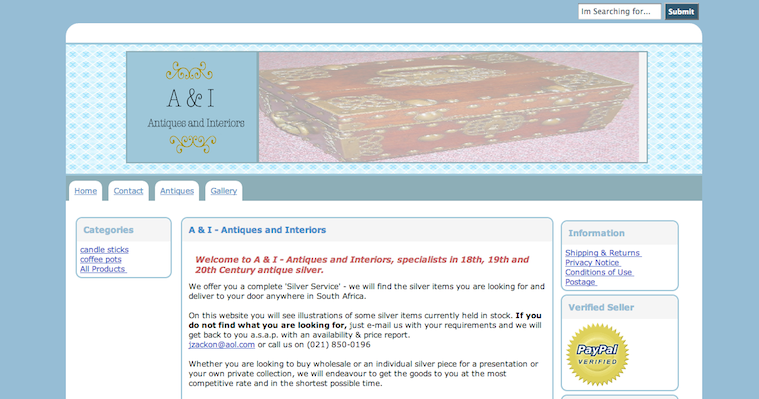 Im Searching for...
Submit
A & I
Antiques and Interiors
Home
Contact
Antiques
Gallery
Categories
candle sticks
coffee pots
All Products
A & I - Antiques and Interiors
Welcome to A & I - Antiques and Interiors, specialists in 18th, 19th and
20th Century antique silver.
We offer you a complete 'Silver Service' - we will find the silver items you are looking for and
deliver to your door anywhere in South Africa.
On this website you will see illustrations of some silver items currently held in stock. If you
do not find what you are looking for, just e-mail us with your requirements and we will
get back to you a.s.a.p. with an availability & price report.
jzackon@aol.com or call us on (021) 850-0196
Whether you are looking to buy wholesale or an individual silver piece for a presentation or
your own private collection, we will endeavour to get the goods to you at the most
competitive rate and in the shortest possible time.
Information
Shipping & Returns
Privacy Notice
Conditions of Use
Postage
Verified Seller
PayPal
VERIFIED